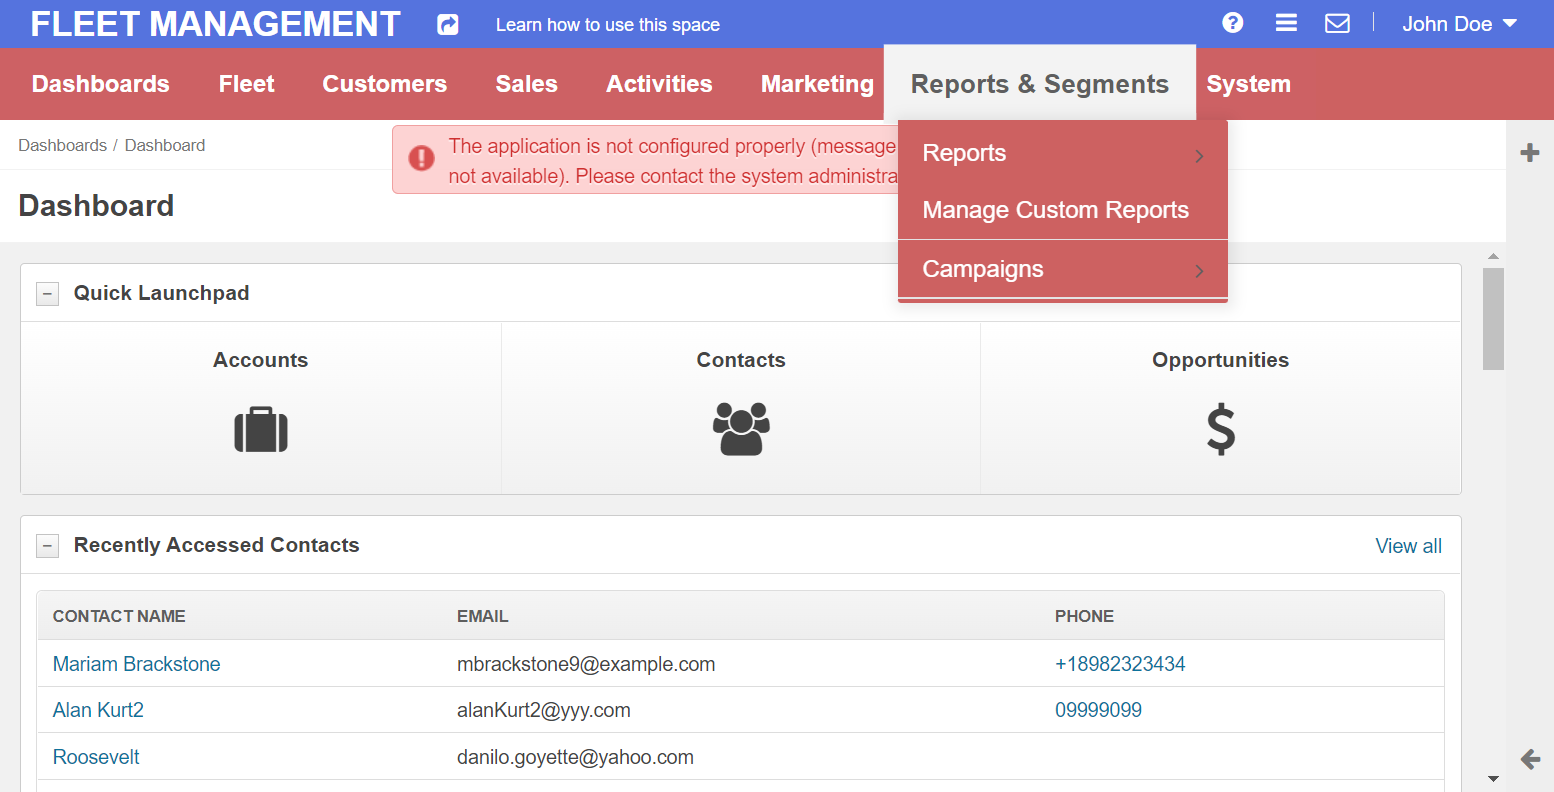 FLEET MANAGEMENT
Learn how to use this space
John Doe
Dashboards
Fleet
Customers
Sales
Activities
Marketing
Reports & Segments
System
Dashboards / Dashboard
The application is not configured properly (message
not available). Please contact the system administra
Reports
Manage Custom Reports
Campaigns
Dashboard
Quick Launchpad
Accounts
Contacts
Opportunities
Recently Accessed Contacts
View all
CONTACT NAME
EMAIL
PHONE
Mariam Brackstone
mbrackstone9@example.com
+18982323434
Alan Kurt2
alanKurt2@yyy.com
09999099
Roosevelt
danilo.goyette@yahoo.com